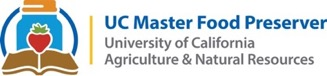 UC Master Food Preserver
University of California
Agriculture & Natural Resources